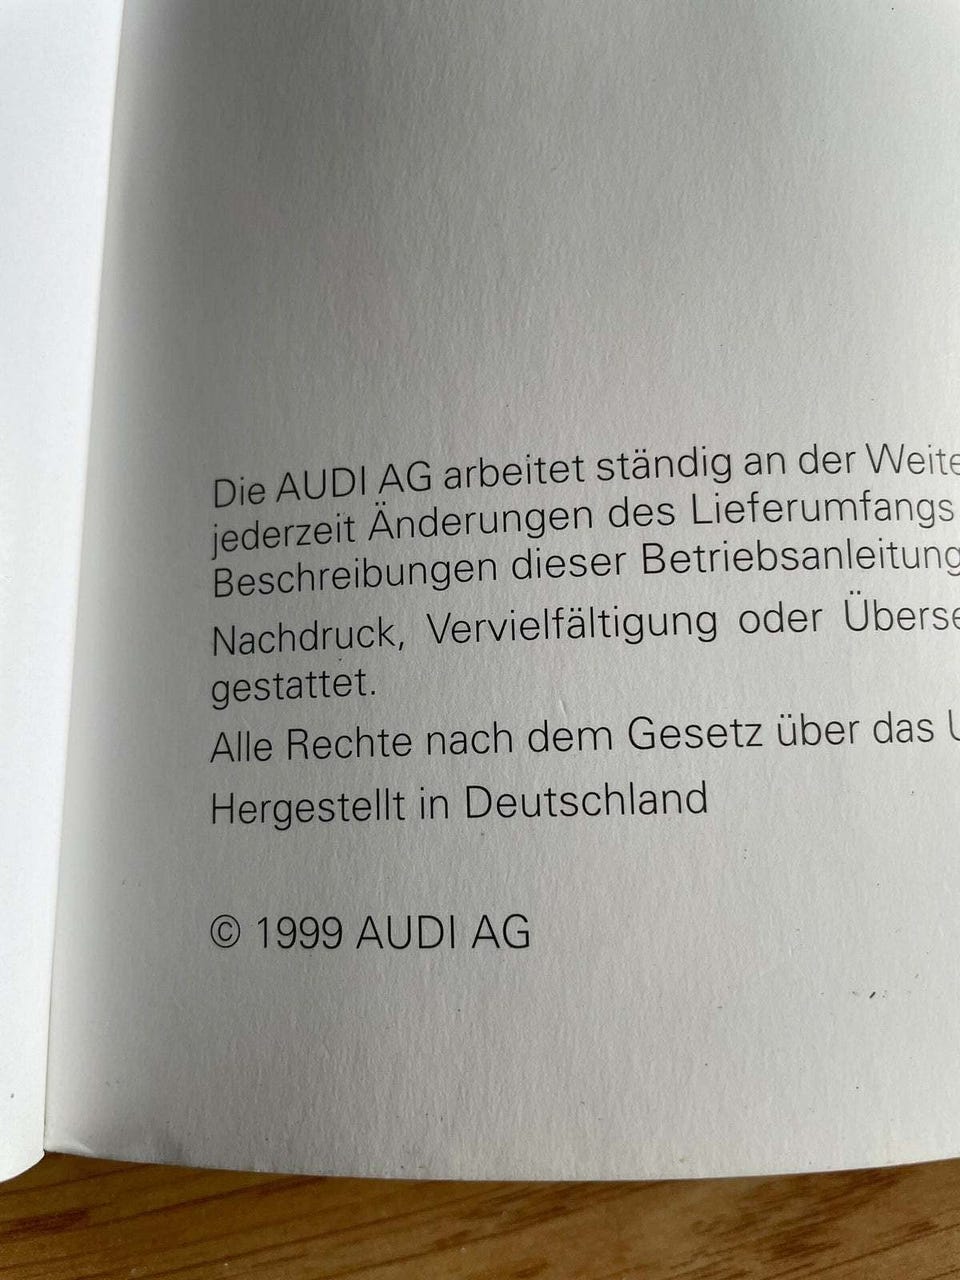 Die AUDI AG arbeitet ständig an der Weite
jederzeit Änderungen des Lieferumfangs
Beschreibungen dieser Betriebsanleitung
Nachdruck, Vervielfältigung oder Überse
gestattet.
Alle Rechte nach dem Gesetz über das U
Hergestellt in Deutschland
© 1999 AUDI AG